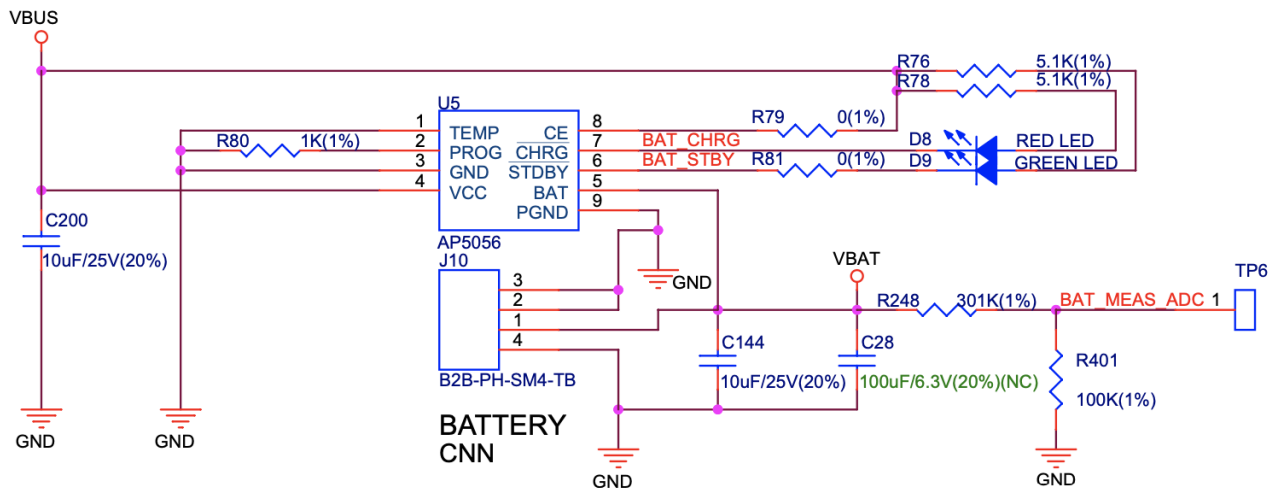 VBUS
R76 5.1K(1%)
R78 5.1K(1%)
U5
R79 0(1%)
1 TEMP CE 8
R80 1K(1%)
2 PROG CHRG 7 BAT_CHRG D8 RED LED
3 GND STDBY 6 BAT_STBY R81 0(1%) D9 GREEN LED
4 VCC BAT 5
PGND 9
C200
10uF/25V(20%)
AP5056
J10
3
2
1
4
GND
VBAT
TP6
R248 301K(1%) BAT_MEAS_ADC 1
C144
10uF/25V(20%)
C28
100uF/6.3V(20%)(NC)
R401
100K(1%)
B2B-PH-SM4-TB
BATTERY
CNN
GND
GND
GND
GND